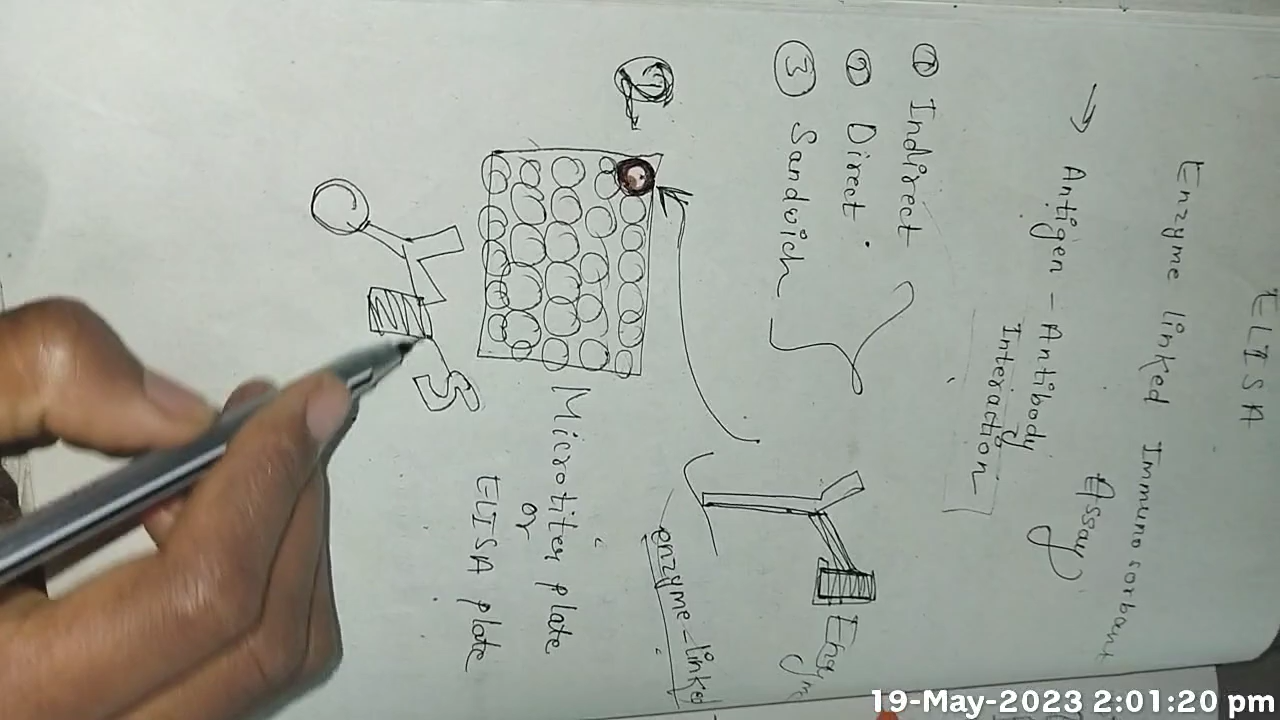 ELISA
Enzyme linked Immunosorbant
Assay
→ Antigen - Antibody
Interaction
① Indirect
② Direct
③ Sandwich
①
Enzyme
enzyme-linked
Microtiter plate
or
ELISA plate
S
19-May-2023 2:01:20 pm